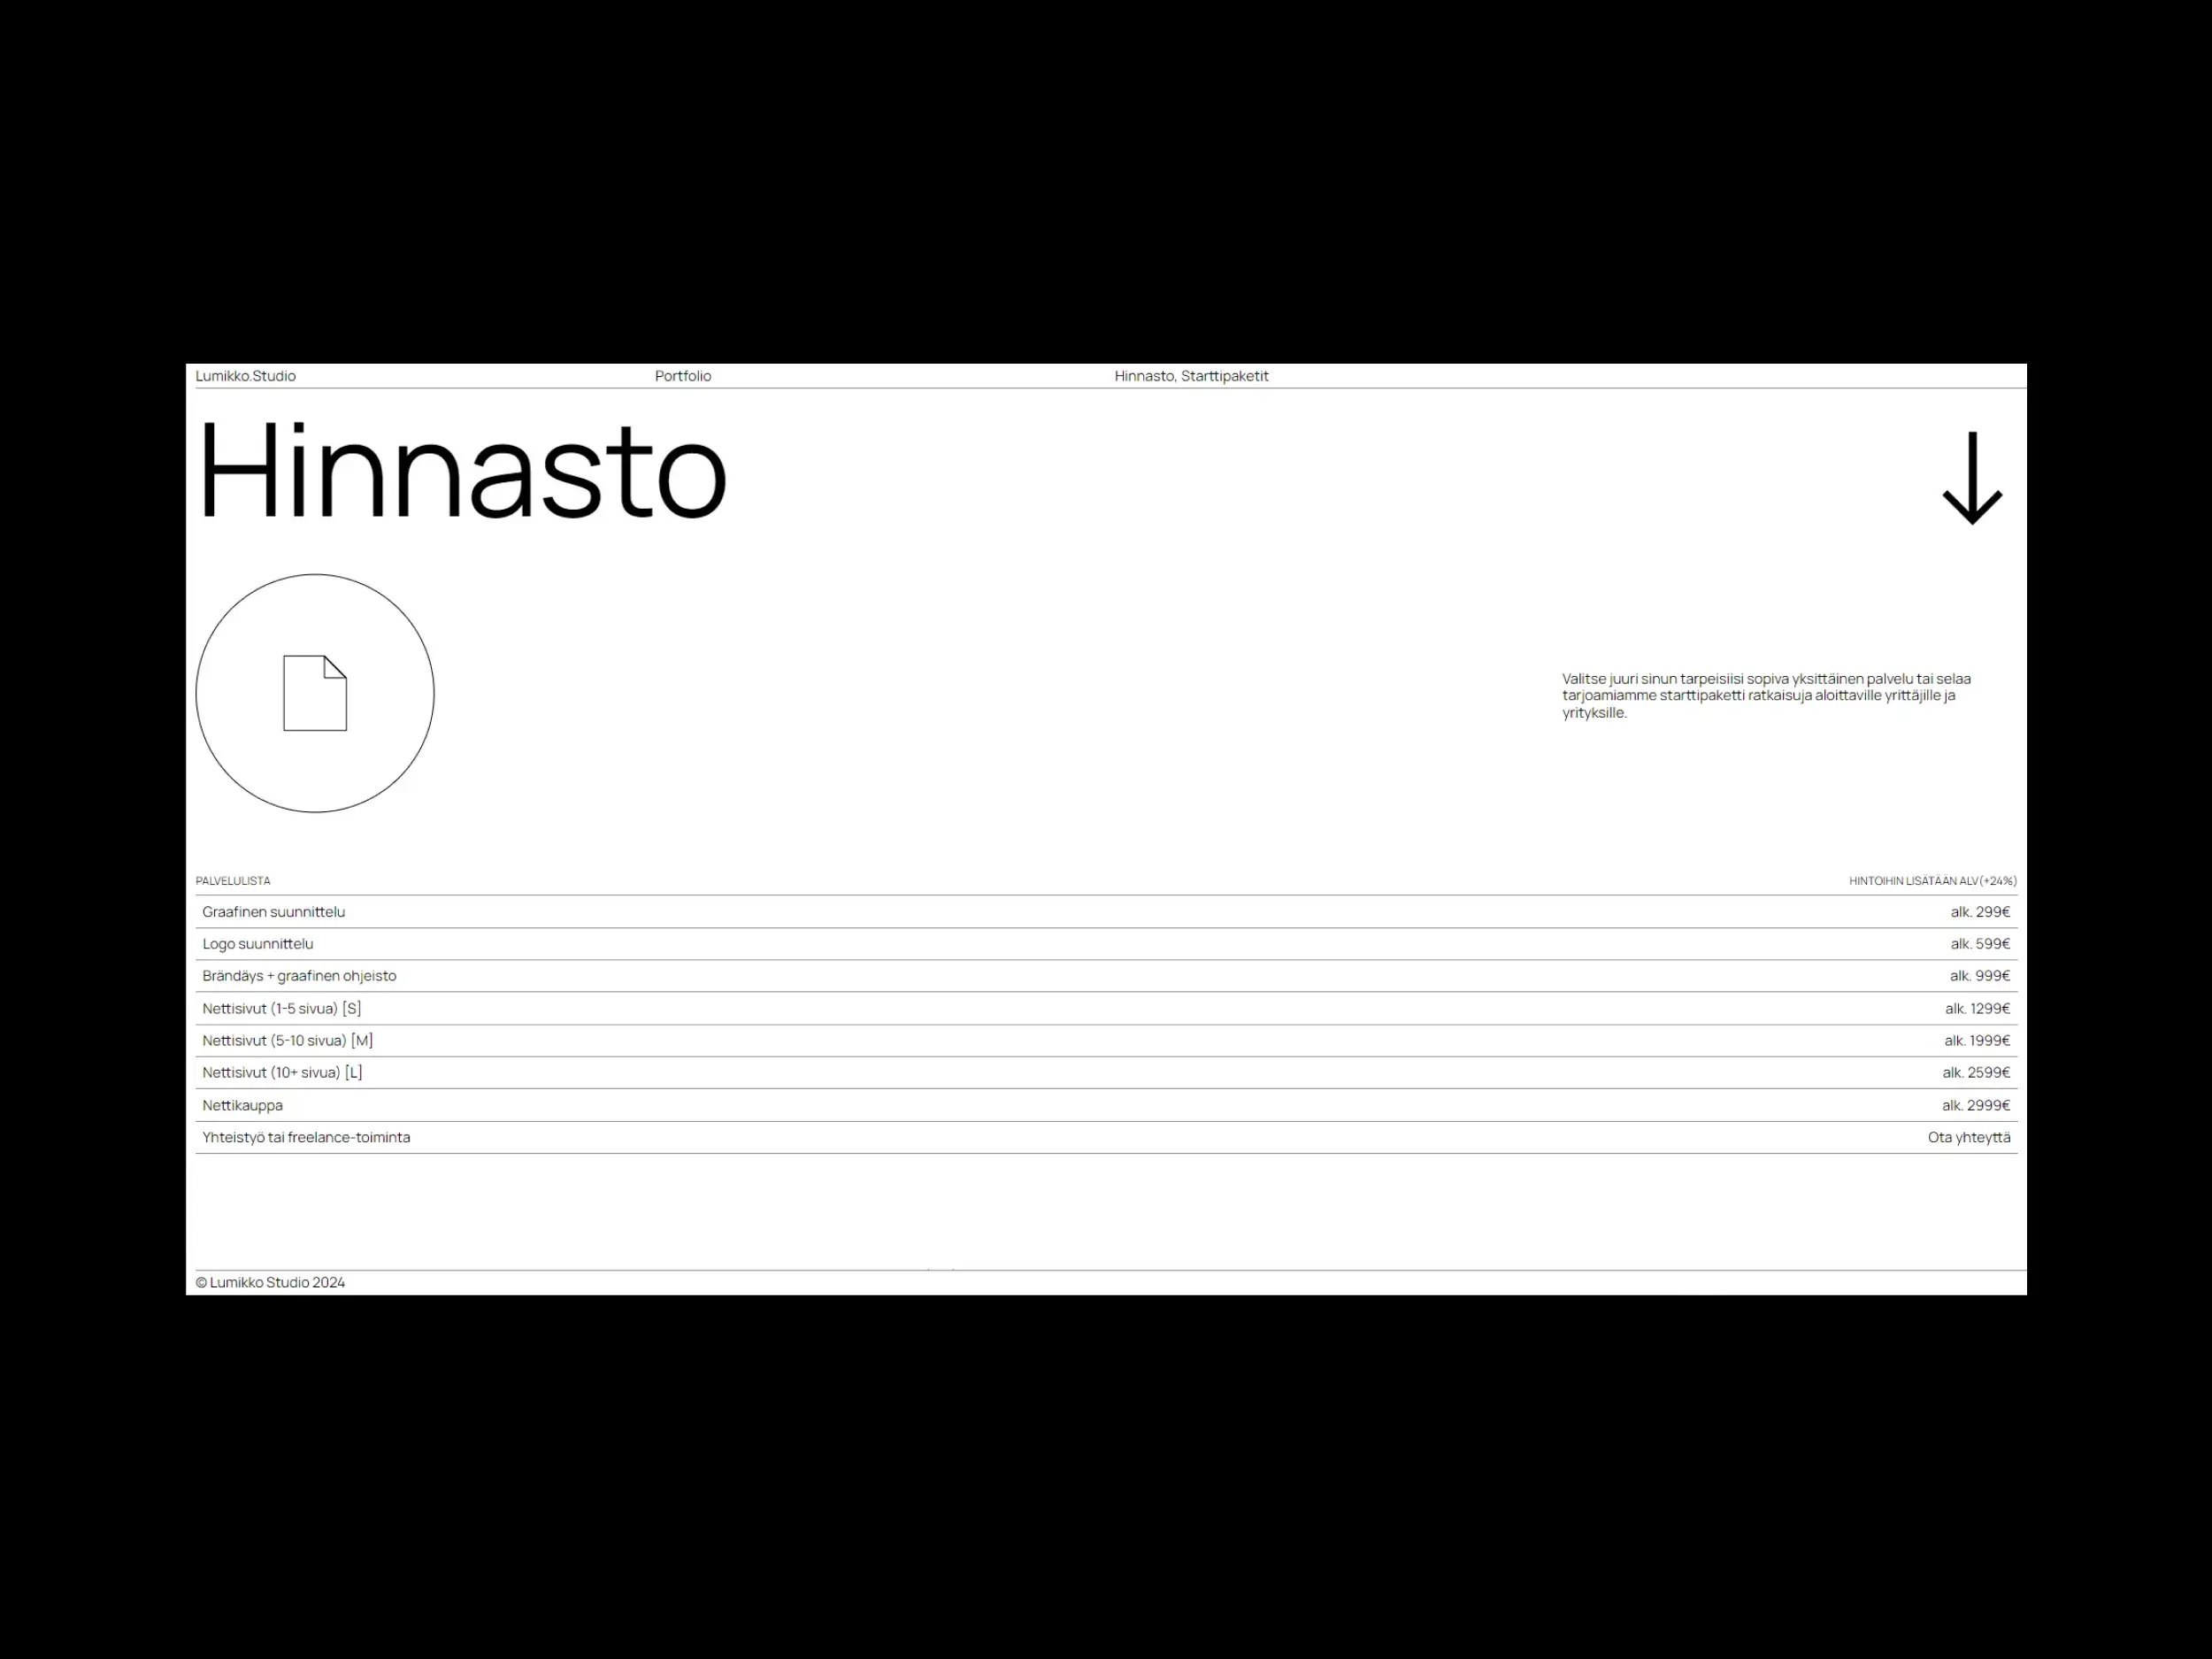 Lumikko.Studio
Portfolio
Hinnasto, Starttipaketit
Hinnasto
Valitse juuri sinun tarpeisiisi sopiva yksittäinen palvelu tai selaa
tarjoamiamme starttipaketti ratkaisuja aloittaville yrittäjille ja
yrityksille.
PALVELULISTA
HINTOIHIN LISÄTÄÄN ALV(+24%)
Graafinen suunnittelu
alk. 299€
Logo suunnittelu
alk. 599€
Brändäys + graafinen ohjeisto
alk. 999€
Nettisivut (1-5 sivua) [S]
alk. 1299€
Nettisivut (5-10 sivua) [M]
alk. 1999€
Nettisivut (10+ sivua) [L]
alk. 2599€
Nettikauppa
alk. 2999€
Yhteistyö tai freelance-toiminta
Ota yhteyttä
© Lumikko Studio 2024